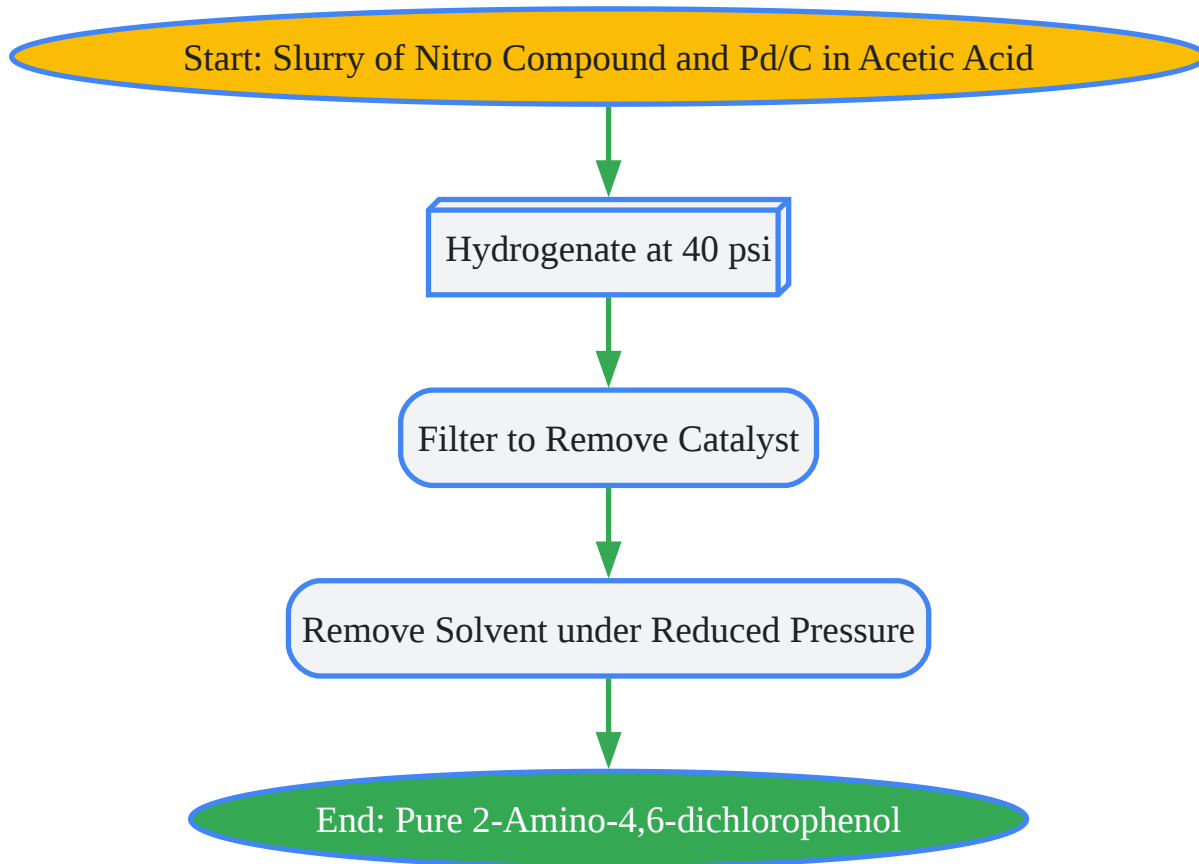 Start: Slurry of Nitro Compound and Pd/C in Acetic Acid
Hydrogenate at 40 psi
Filter to Remove Catalyst
Remove Solvent under Reduced Pressure
End: Pure 2-Amino-4,6-dichlorophenol